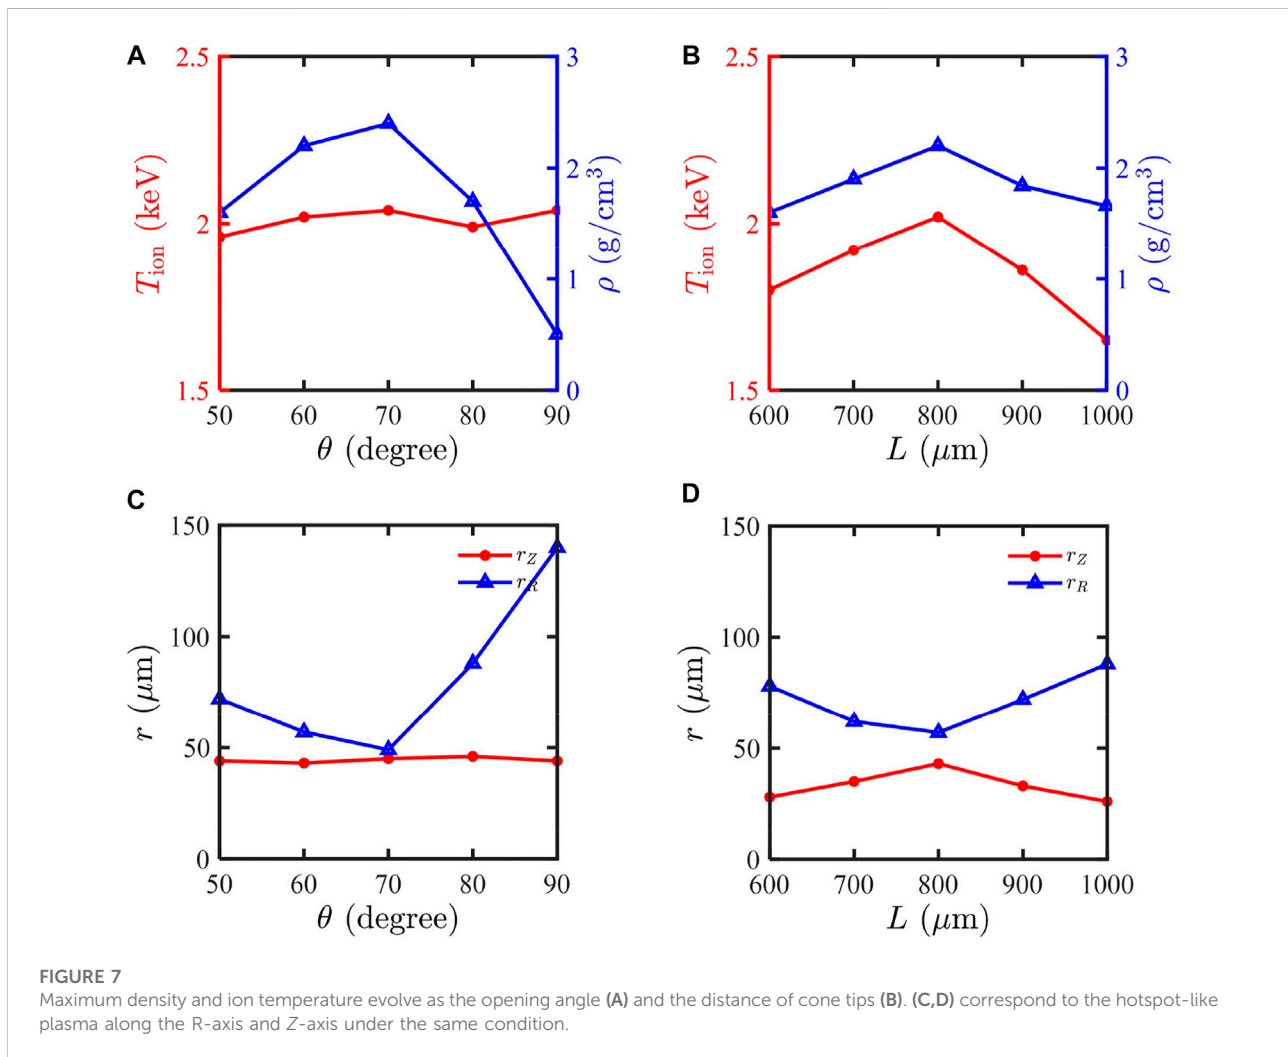 A
2.5
2
1.5
T_ion (keV)
3
2
1
0
ρ (g/cm³)
50 60 70 80 90
θ (degree)
B
2.5
2
1.5
T_ion (keV)
3
2
1
0
ρ (g/cm³)
600 700 800 900 1000
L (μm)
C
150
100
50
0
r (μm)
r_Z
r_R
50 60 70 80 90
θ (degree)
D
150
100
50
0
r (μm)
r_Z
r_R
600 700 800 900 1000
L (μm)
FIGURE 7
Maximum density and ion temperature evolve as the opening angle (A) and the distance of cone tips (B). (C,D) correspond to the hotspot-like
plasma along the R-axis and Z-axis under the same condition.